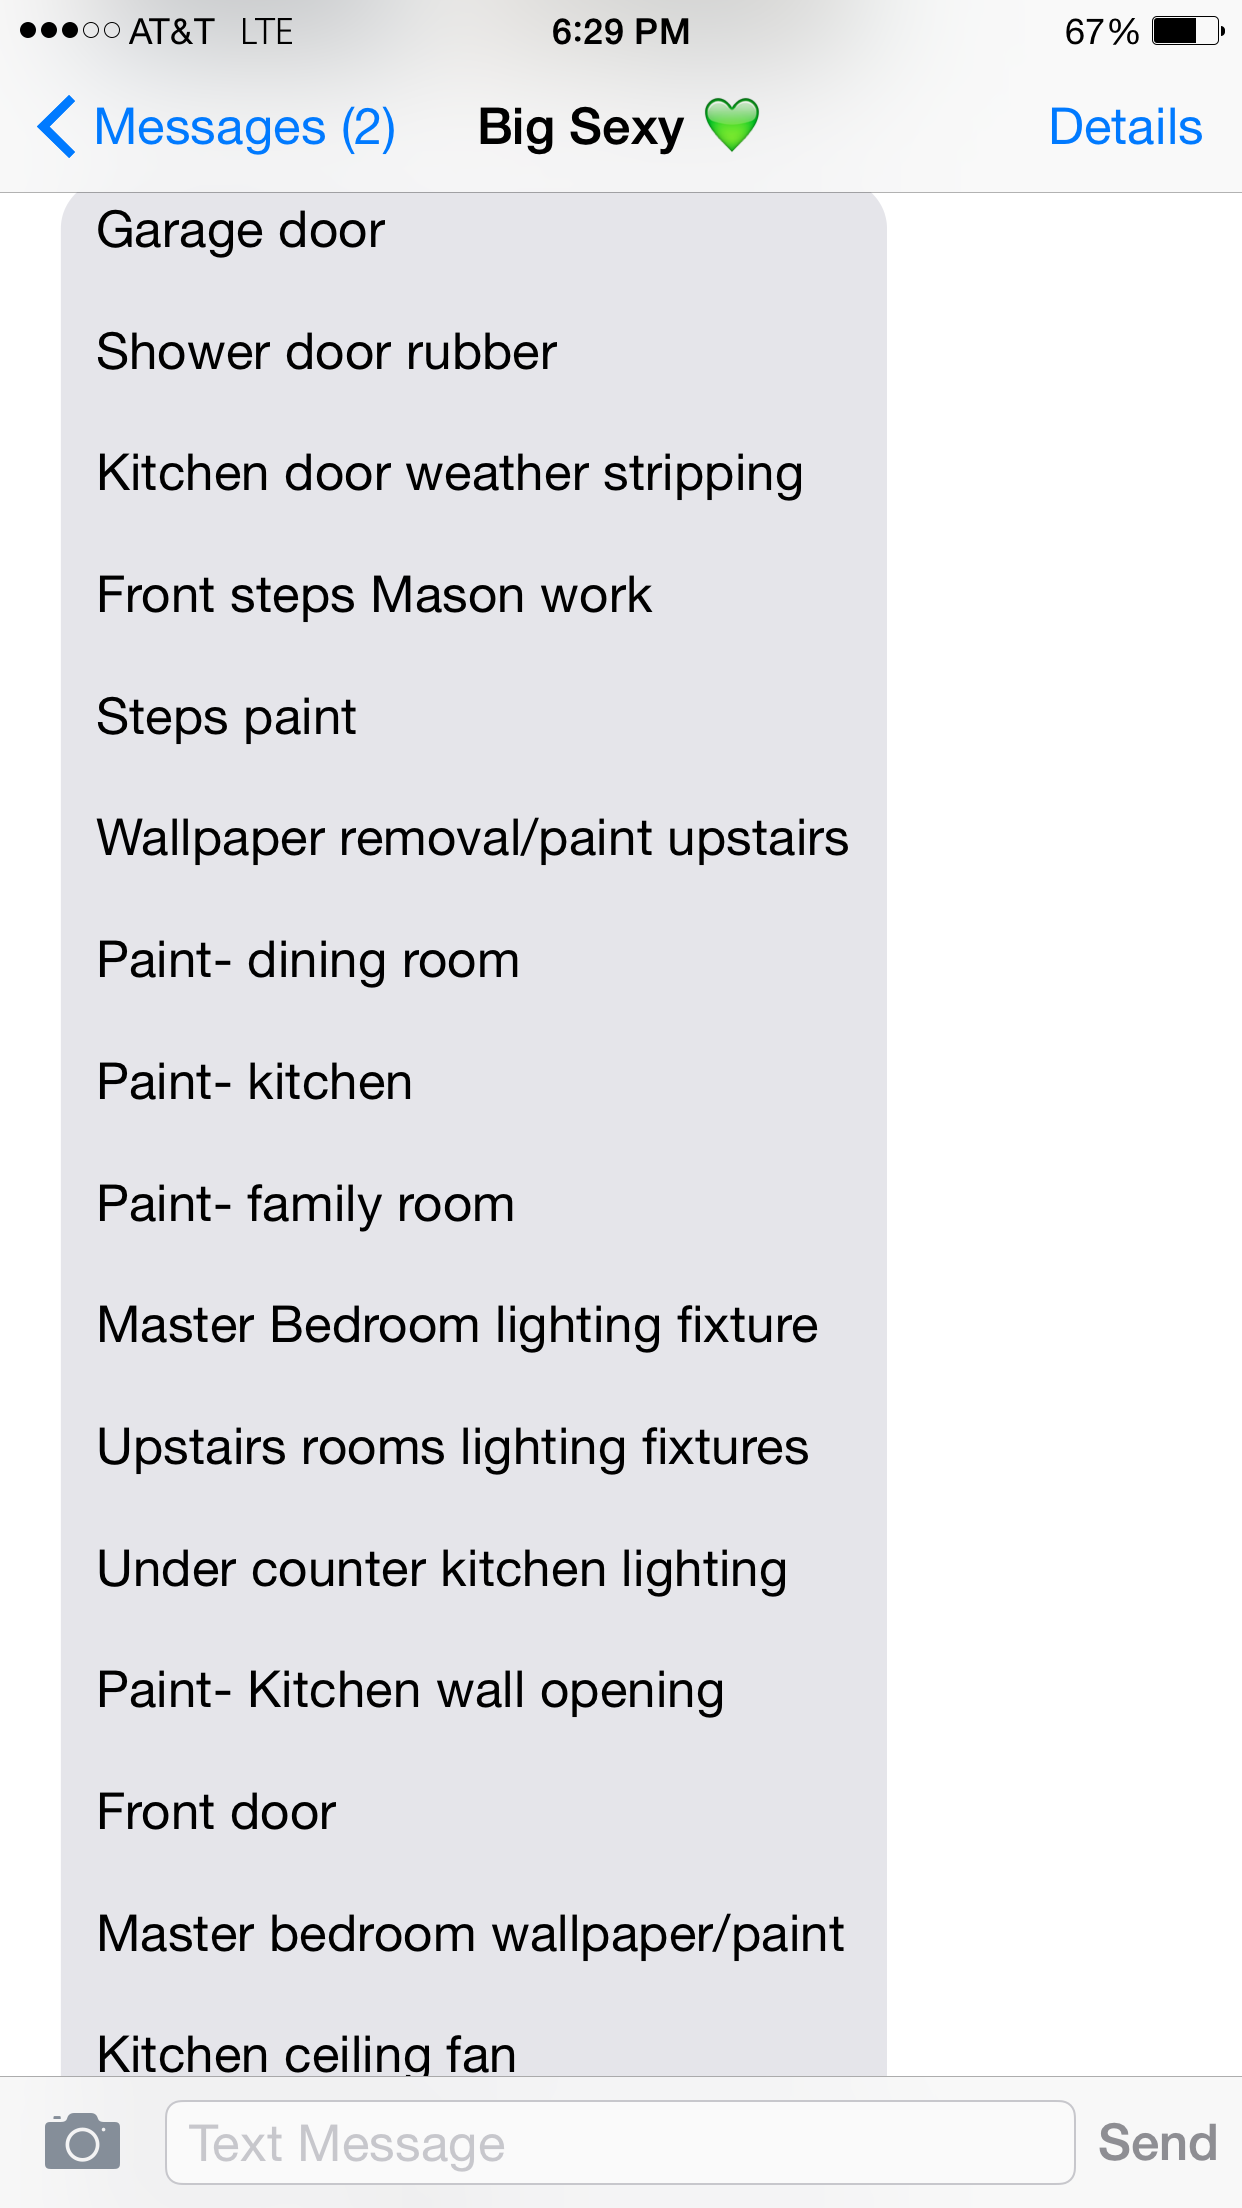 AT&T LTE 6:29 PM 67%
Messages (2) Big Sexy 💚 Details
Garage door
Shower door rubber
Kitchen door weather stripping
Front steps Mason work
Steps paint
Wallpaper removal/paint upstairs
Paint- dining room
Paint- kitchen
Paint- family room
Master Bedroom lighting fixture
Upstairs rooms lighting fixtures
Under counter kitchen lighting
Paint- Kitchen wall opening
Front door
Master bedroom wallpaper/paint
Kitchen ceiling fan
Text Message Send